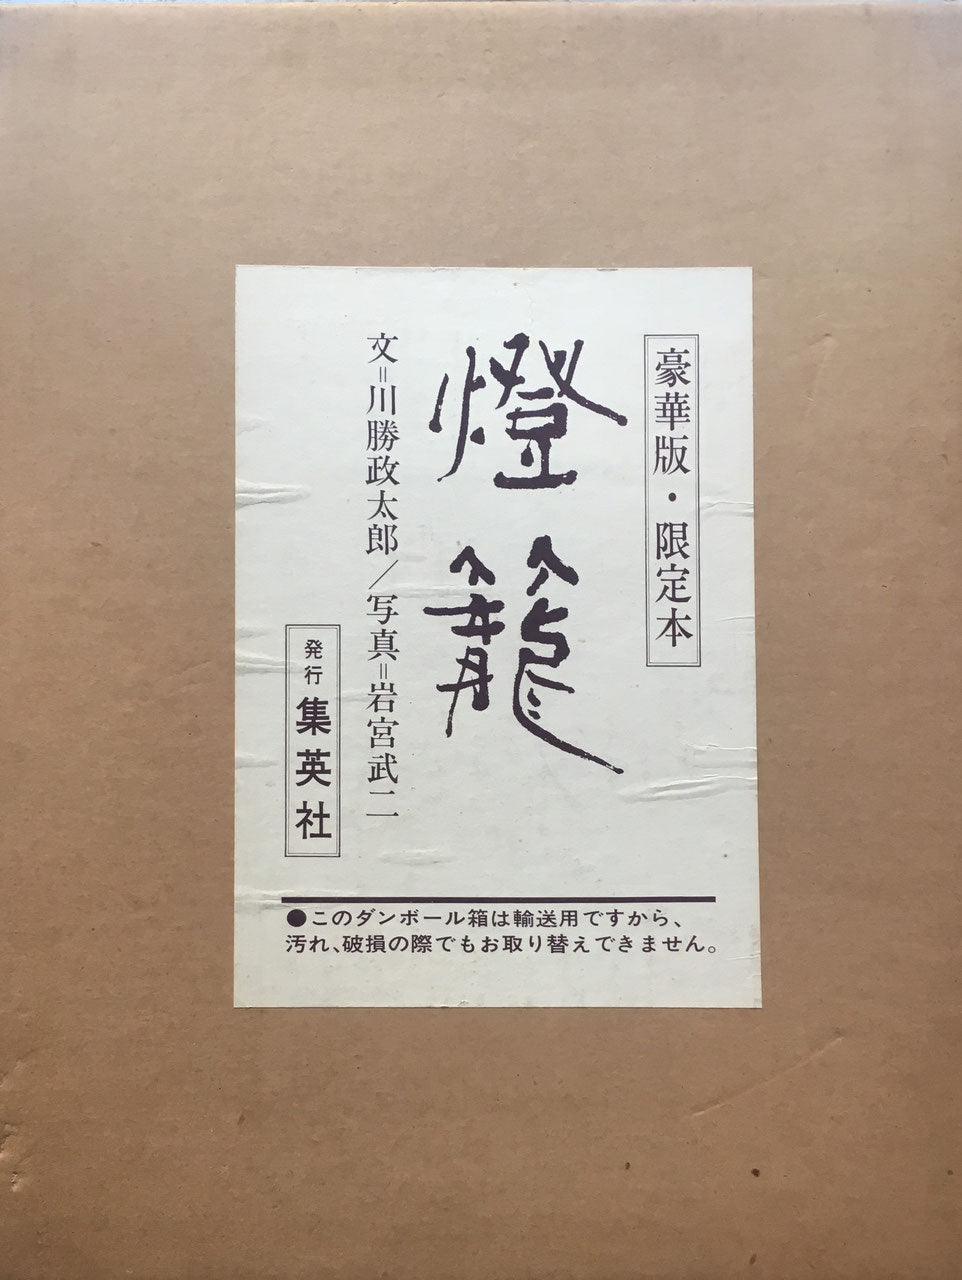 豪華版・限定本
燈籠
文=川勝政太郎/写真=岩宮武二
発行 集英社
●このダンボール箱は輸送用ですから、
汚れ、破損の際でもお取り替えできません。